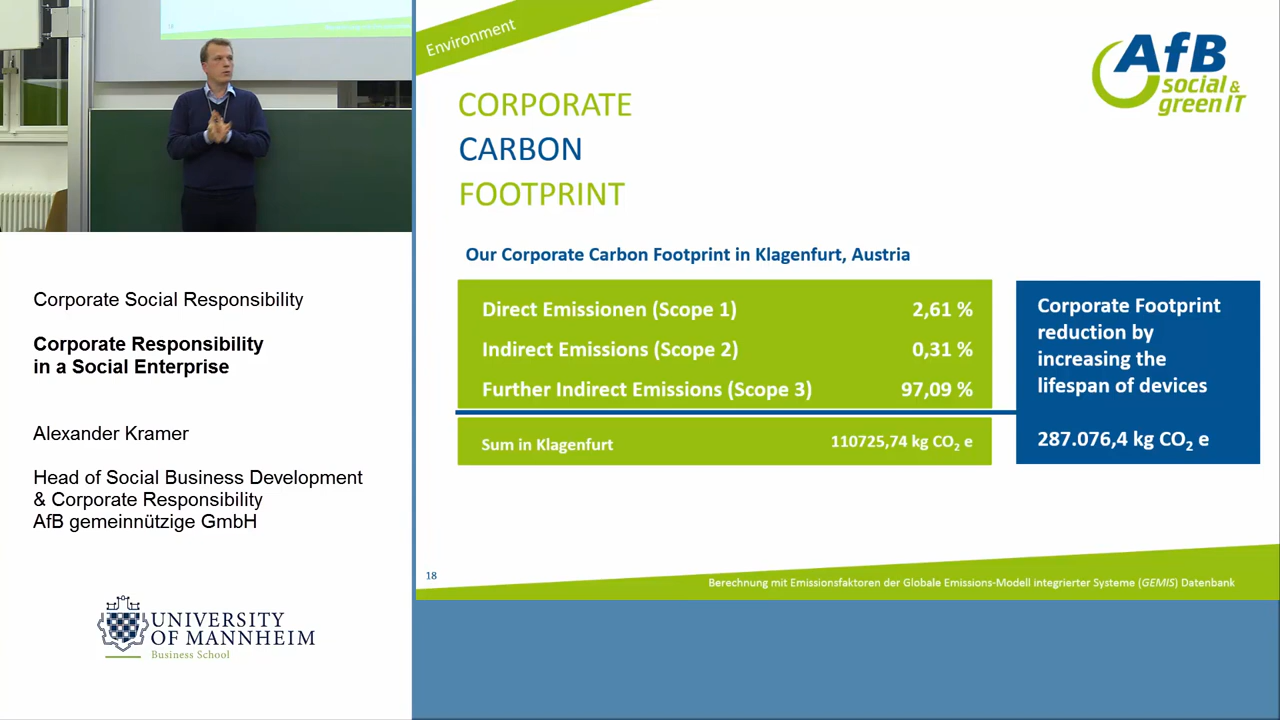 Corporate Social Responsibility
Corporate Responsibility
in a Social Enterprise
Alexander Kramer
Head of Social Business Development
& Corporate Responsibility
AfB gemeinnützige GmbH
UNIVERSITY
OF MANNHEIM
Business School
Environment
AfB
social &
green IT
CORPORATE
CARBON
FOOTPRINT
Our Corporate Carbon Footprint in Klagenfurt, Austria
Direct Emissionen (Scope 1) 2,61 %
Indirect Emissions (Scope 2) 0,31 %
Further Indirect Emissions (Scope 3) 97,09 %
Sum in Klagenfurt 110725,74 kg CO₂ e
Corporate Footprint
reduction by
increasing the
lifespan of devices
287.076,4 kg CO₂ e
18
Berechnung mit Emissionsfaktoren der Globale Emissions-Modell integrierter Systeme (GEMIS) Datenbank